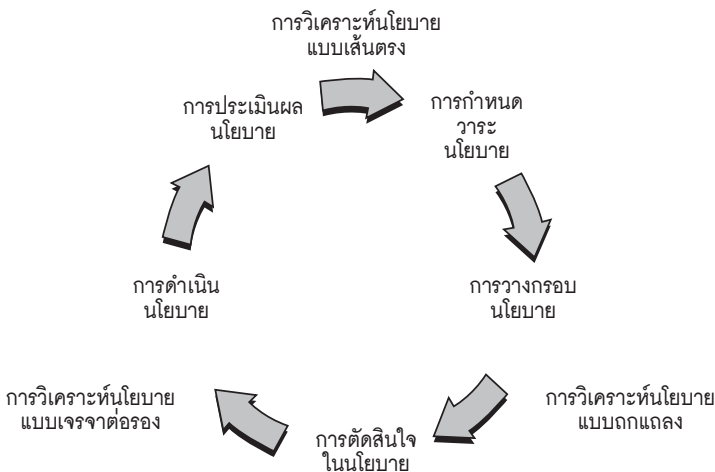 การวิเคราะห์นโยบาย
แบบเส้นตรง
การประเมินผล
นโยบาย
การกำหนด
วาระ
นโยบาย
การดำเนิน
นโยบาย
การวางกรอบ
นโยบาย
การวิเคราะห์นโยบาย
แบบเจรจาต่อรอง
การตัดสินใจ
ในนโยบาย
การวิเคราะห์นโยบาย
แบบถกแถลง